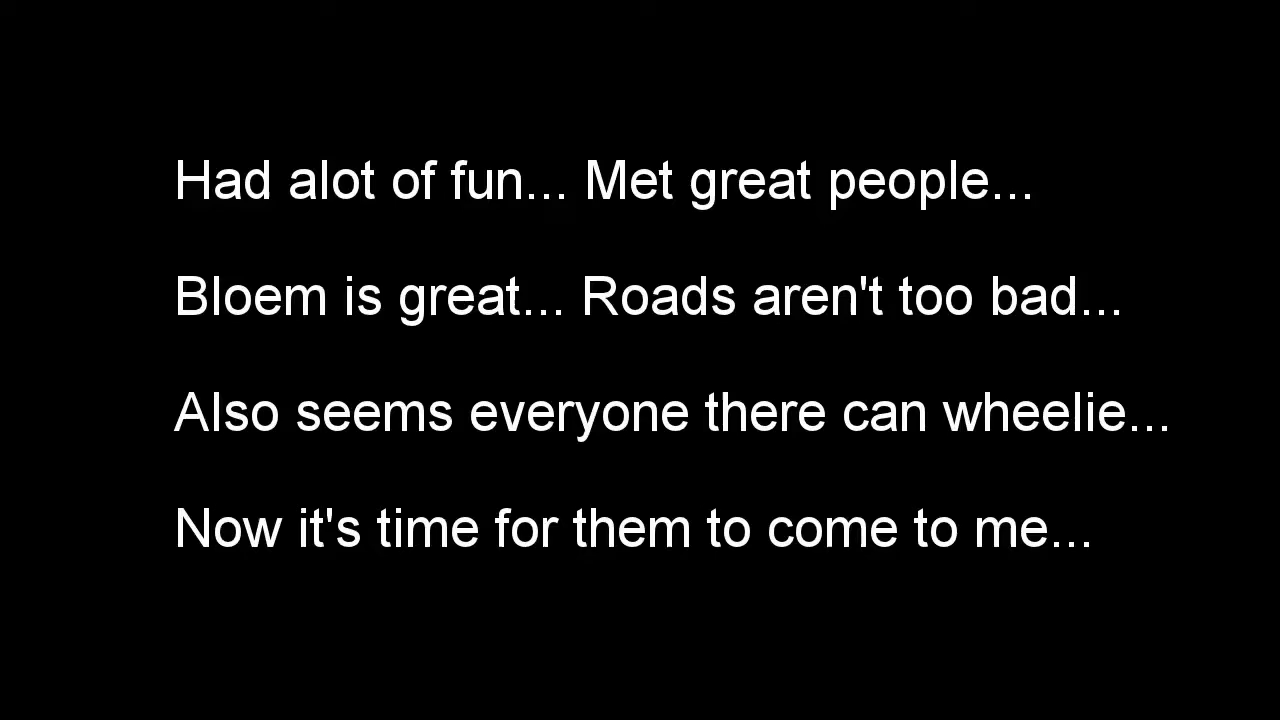 Had alot of fun... Met great people...
Bloem is great... Roads aren't too bad...
Also seems everyone there can wheelie...
Now it's time for them to come to me...